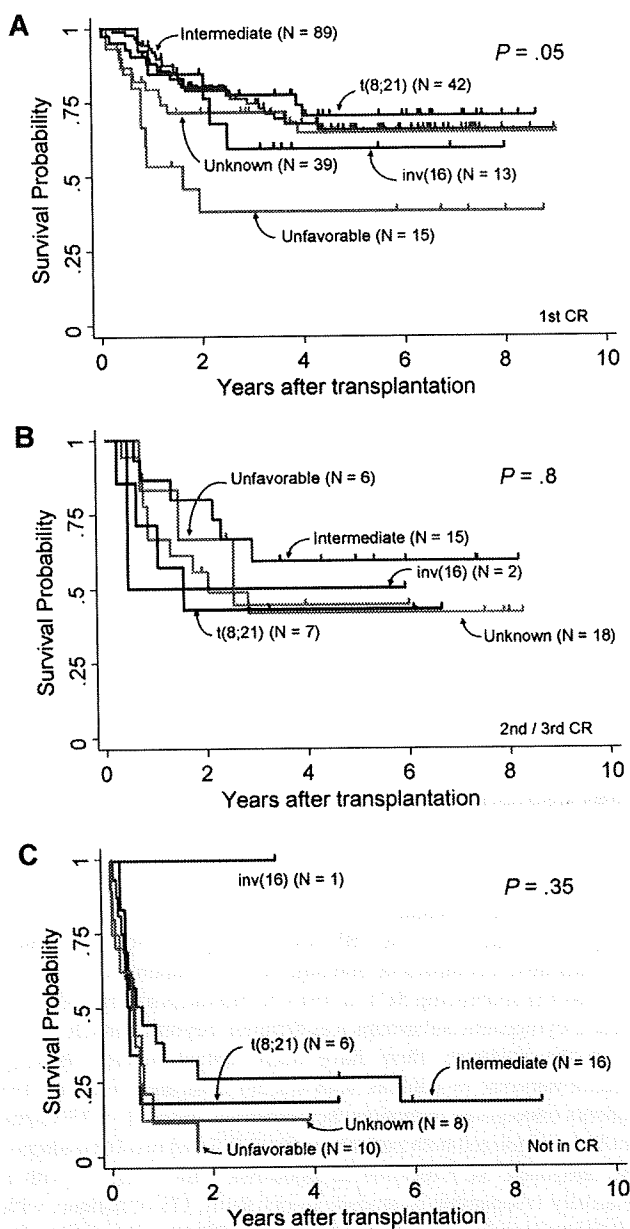 A
Survival Probability
1
.75
.5
.25
0
Intermediate (N = 89)
P = .05
t(8;21) (N = 42)
Unknown (N = 39)
inv(16) (N = 13)
Unfavorable (N = 15)
1st CR
0 2 4 6 8 10
Years after transplantation
B
Survival Probability
1
.75
.5
.25
0
Unfavorable (N = 6)
P = .8
Intermediate (N = 15)
inv(16) (N = 2)
t(8;21) (N = 7)
Unknown (N = 18)
2nd / 3rd CR
0 2 4 6 8 10
Years after transplantation
C
Survival Probability
1
.75
.5
.25
0
inv(16) (N = 1)
P = .35
t(8;21) (N = 6)
Intermediate (N = 16)
Unknown (N = 8)
Unfavorable (N = 10)
Not in CR
0 2 4 6 8 10
Years after transplantation